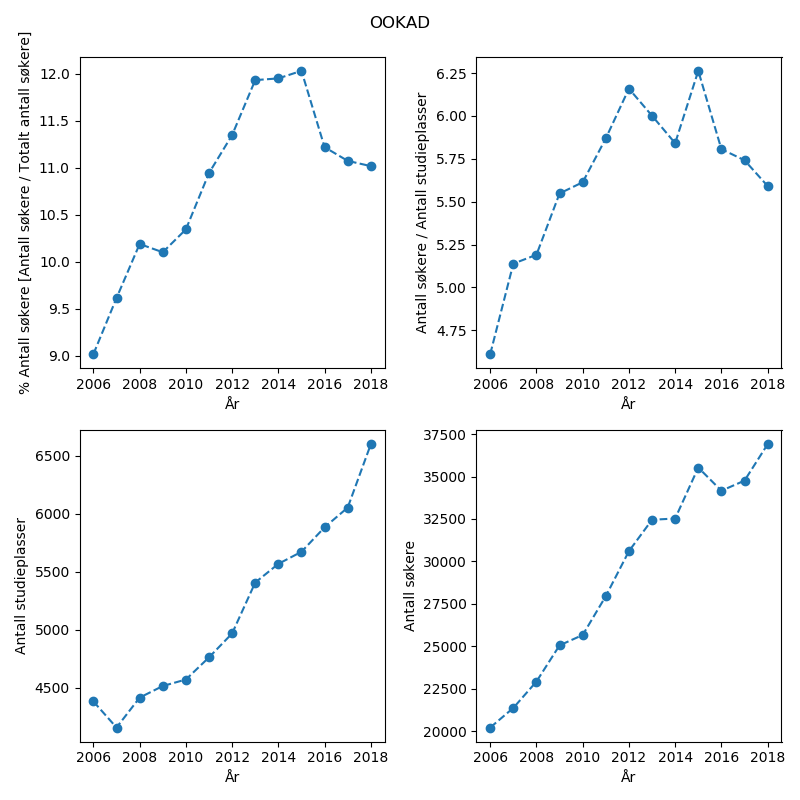 OOKAD
% Antall søkere [Antall søkere / Totalt antall søkere]
12.0
11.5
11.0
10.5
10.0
9.5
9.0
2006 2008 2010 2012 2014 2016 2018
År
Antall søkere / Antall studieplasser
6.25
6.00
5.75
5.50
5.25
5.00
4.75
2006 2008 2010 2012 2014 2016 2018
År
Antall studieplasser
6500
6000
5500
5000
4500
2006 2008 2010 2012 2014 2016 2018
År
Antall søkere
37500
35000
32500
30000
27500
25000
22500
20000
2006 2008 2010 2012 2014 2016 2018
År